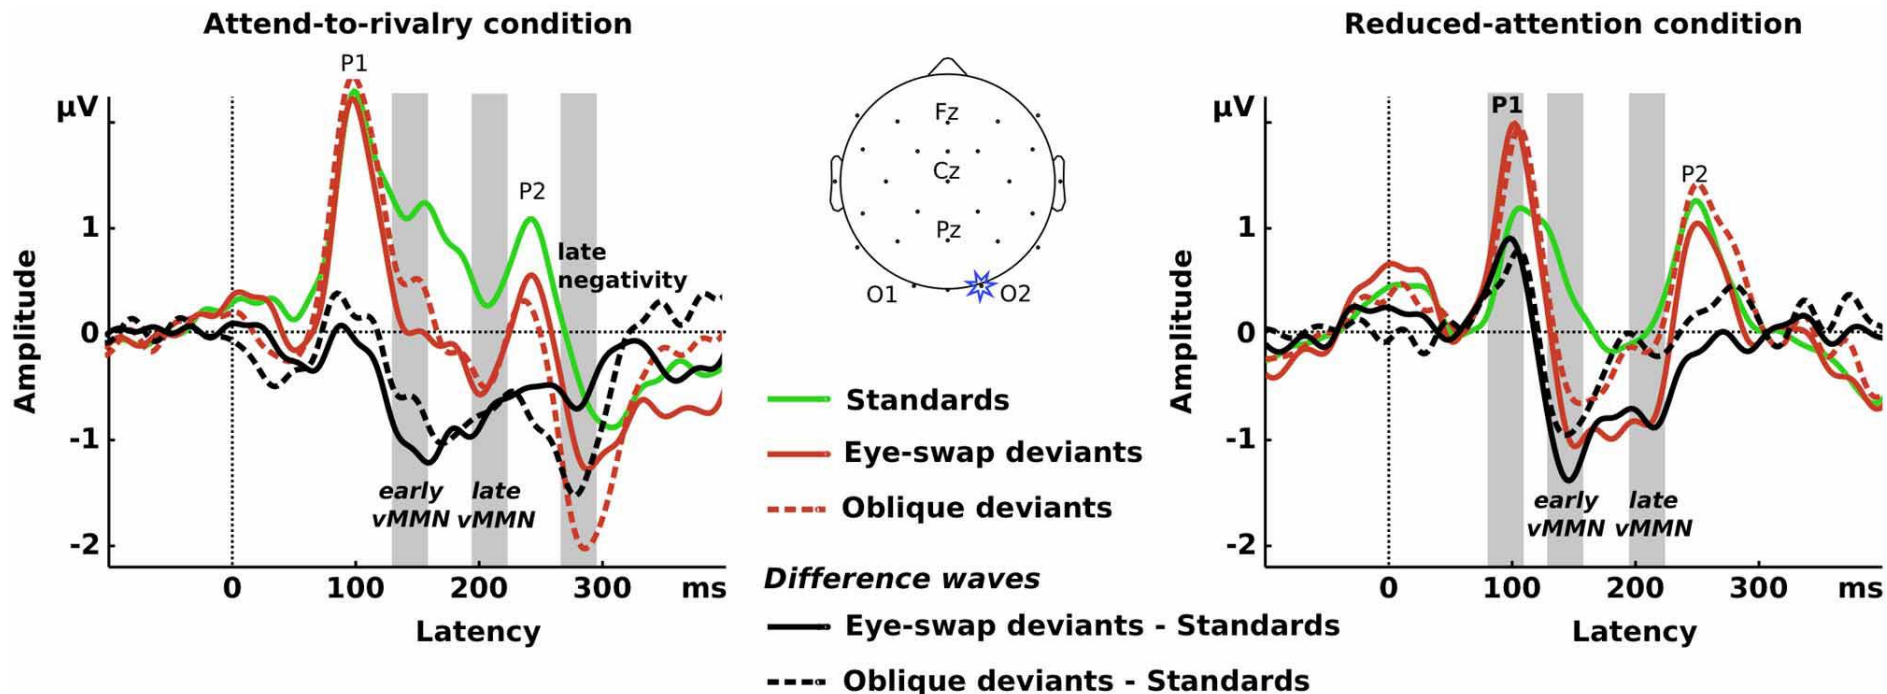 Attend-to-rivalry condition
P1
µV
1
0
-1
-2
Amplitude
P2
late
negativity
early
vMMN
late
vMMN
0
100
200
300
ms
Latency
Fz
Cz
Pz
O1
O2
Standards
Eye-swap deviants
Oblique deviants
Difference waves
Eye-swap deviants - Standards
Oblique deviants - Standards
Reduced-attention condition
µV
P1
1
0
-1
-2
Amplitude
P2
early
vMMN
late
vMMN
0
100
200
300
ms
Latency